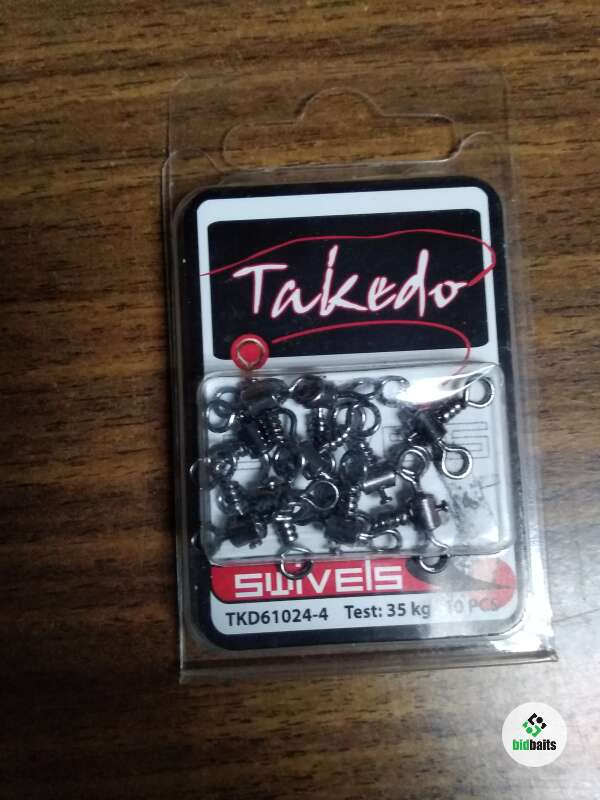 Takedo
swivels
TKD61024-4 Test: 35 kg 10 PCS
bidbaits